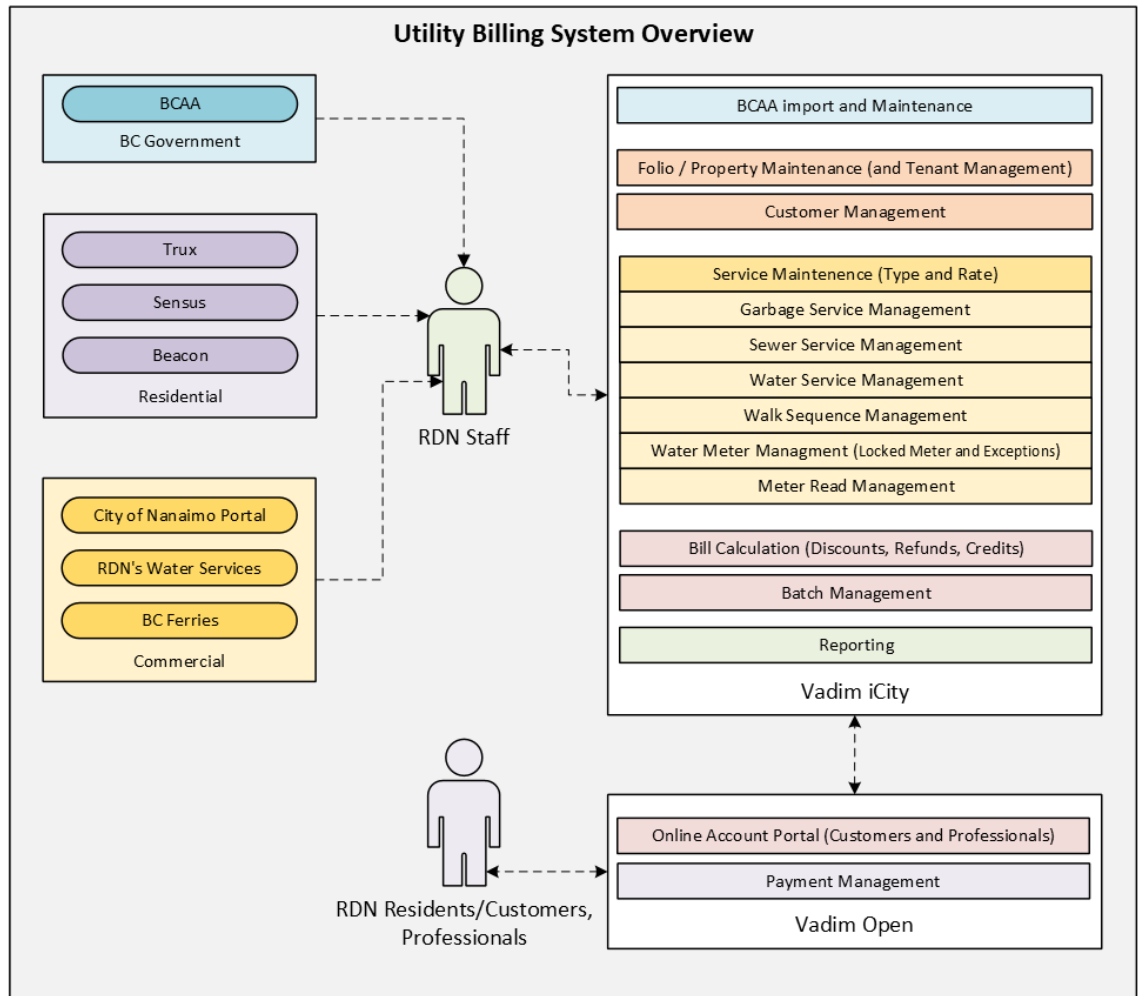 Utility Billing System Overview
BCAA
BC Government
Trux
Sensus
Beacon
Residential
City of Nanaimo Portal
RDN's Water Services
BC Ferries
Commercial
RDN Staff
BCAA import and Maintenance
Folio / Property Maintenance (and Tenant Management)
Customer Management
Service Maintenence (Type and Rate)
Garbage Service Management
Sewer Service Management
Water Service Management
Walk Sequence Management
Water Meter Managment (Locked Meter and Exceptions)
Meter Read Management
Bill Calculation (Discounts, Refunds, Credits)
Batch Management
Reporting
Vadim iCity
RDN Residents/Customers,
Professionals
Online Account Portal (Customers and Professionals)
Payment Management
Vadim Open